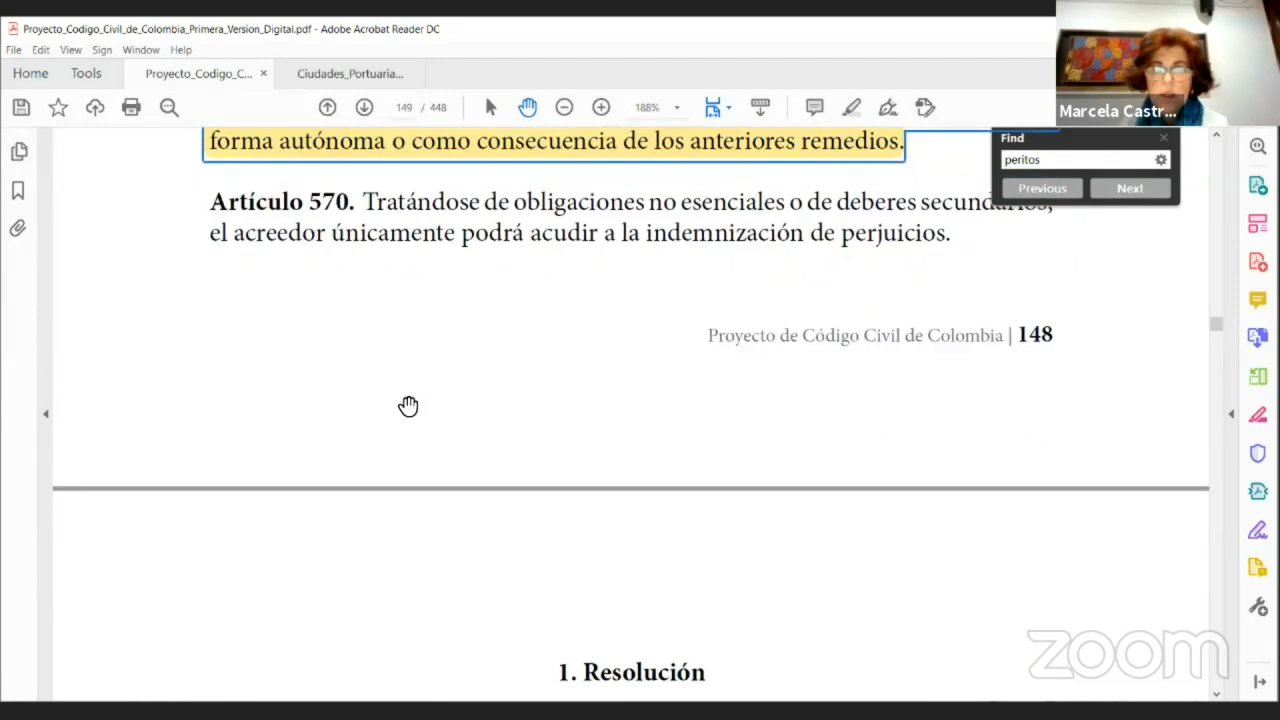 Proyecto_Codigo_Civil_de_Colombia_Primera_Version_Digital.pdf - Adobe Acrobat Reader DC
File Edit View Sign Window Help
Home Tools Proyecto_Codigo_C... × Ciudades_Portuaria...
149 / 448 188%
Marcela Castr...
Find
peritos
Previous Next
forma autónoma o como consecuencia de los anteriores remedios.
Artículo 570. Tratándose de obligaciones no esenciales o de deberes secundarios,
el acreedor únicamente podrá acudir a la indemnización de perjuicios.
Proyecto de Código Civil de Colombia | 148
1. Resolución
zoom